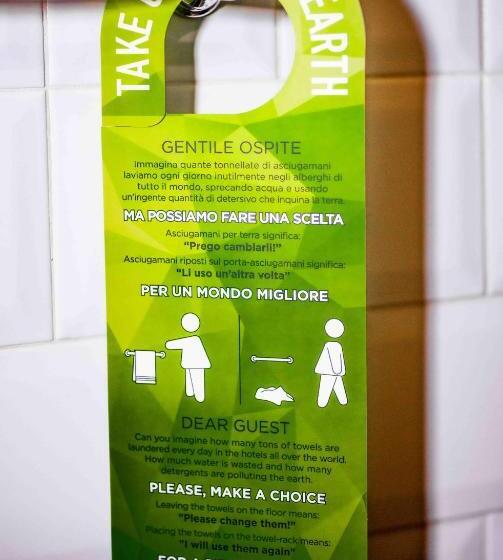 TAKE
EARTH
GENTILE OSPITE
Immagina quante tonnellate di asciugamani
laviamo ogni giorno inutilmente negli alberghi di
tutto il mondo, sprecando acqua e usando
un'ingente quantità di detersivo che inquina la terra.
MA POSSIAMO FARE UNA SCELTA
Asciugamani per terra significa:
"Prego cambiarli!"
Asciugamani riposti sul porta-asciugamani significa:
"Li uso un'altra volta"
PER UN MONDO MIGLIORE
DEAR GUEST
Can you imagine how many tons of towels are
laundered every day in the hotels all over the world.
How much water is wasted and how many
detergents are polluting the earth.
PLEASE, MAKE A CHOICE
Leaving the towels on the floor means:
"Please change them!"
Placing the towels on the towel-rack means:
"I will use them again"
FOR A